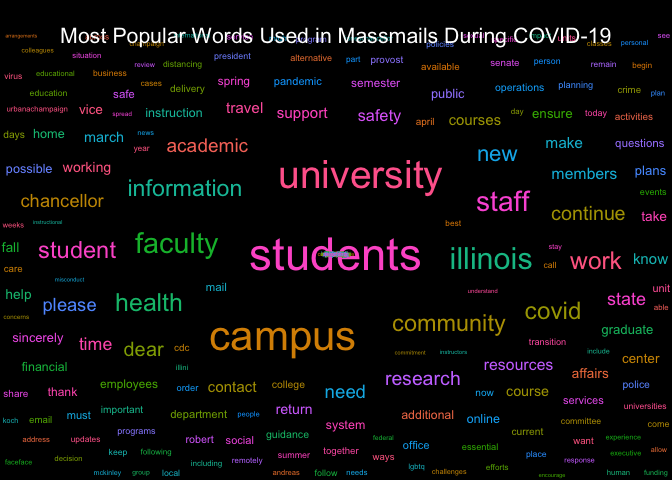 Most Popular Words Used in Massmails During COVID-19
arrangements
colleagues
policies
classes
personal
see
units
situation
president
alternative
part
provost
senate
person
remain
begin
virus
educational
business
review
distancing
cases
delivery
spring
pandemic
semester
available
operations
planning
crime
plan
education
safe
public
urbanachampaign
vice
spread
instruction
travel
support
safety
april
courses
day
ensure
today
activities
days
home
march
news
year
academic
new
make
questions
possible
working
information
university
members
plans
chancellor
staff
events
weeks
instructional
best
continue
take
fall
student
faculty
students
illinois
stay
call
work
know
care
misconduct
mail
understand
unit
help
please
health
state
able
concerns
campus
community
covid
graduate
sincerely
time
dear
cdc
transition
commitment
instructors
include
center
financial
illini
resources
affairs
employees
order
contact
college
need
research
now
course
police
share
thank
services
universities
important
return
koch
email
must
department
people
additional
online
committee
come
programs
system
current
address
updates
robert
social
guidance
federal
office
want
experience
keep
following
together
essential
place
executive
allow
faceface
decision
including
remotely
summer
ways
response
mckinley
group
local
andreas
follow
needs
lgbtq
challenges
efforts
encourage
human
funding